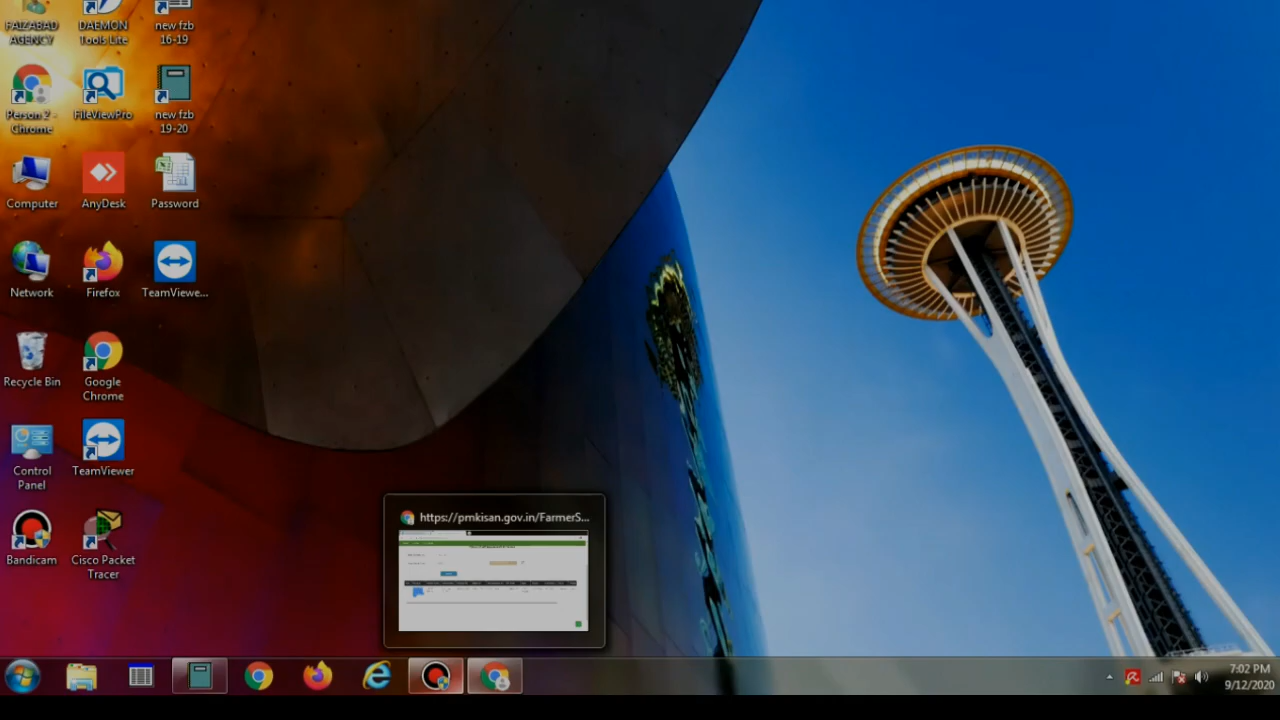 FAIZABAD
AGENCY
DAEMON
Tools Lite
new fzb
16-19
Person 2 -
Chrome
FileViewPro
new fzb
19-20
Computer
AnyDesk
Password
Network
Firefox
TeamViewe...
Recycle Bin
Google
Chrome
Control
Panel
TeamViewer
Bandicam
Cisco Packet
Tracer
https://pmkisan.gov.in/FarmerS...
7:02 PM
9/12/2020